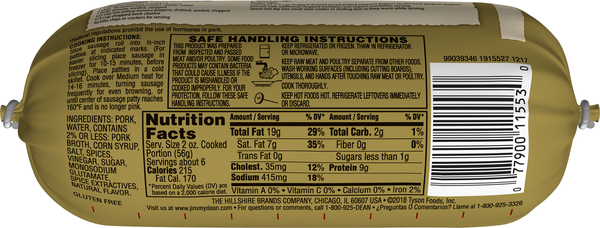 regulations prohibit the use of hormones in pork.
COOKING INSTRUCTIONS:
Slice sausage roll into ½-inch
patties at indicated marks. (For
easier slicing place sausage in
freezer for 10-15 minutes, before
slicing.) Place patties in a cold
skillet. Cook over Medium heat for
14-16 minutes, turning sausage
frequently for even browning, or
until center of sausage patty reaches
160°F and is no longer pink.
INGREDIENTS: PORK,
WATER, CONTAINS
2% OR LESS: PORK
BROTH, CORN SYRUP,
SALT, SPICES,
VINEGAR, SUGAR,
MONOSODIUM
GLUTAMATE,
SPICE EXTRACTIVES,
NATURAL FLAVOR.
GLUTEN FREE
SAFE HANDLING INSTRUCTIONS
THIS PRODUCT WAS PREPARED
FROM INSPECTED AND PASSED
MEAT AND/OR POULTRY. SOME FOOD
PRODUCTS MAY CONTAIN BACTERIA
THAT COULD CAUSE ILLNESS IF THE
PRODUCT IS MISHANDLED OR
COOKED IMPROPERLY. FOR YOUR
PROTECTION, FOLLOW THESE SAFE
HANDLING INSTRUCTIONS.
KEEP REFRIGERATED OR FROZEN. THAW IN REFRIGERATOR
OR MICROWAVE.
KEEP RAW MEAT AND POULTRY SEPARATE FROM OTHER FOODS.
WASH WORKING SURFACES (INCLUDING CUTTING BOARDS),
UTENSILS, AND HANDS AFTER TOUCHING RAW MEAT OR POULTRY.
COOK THOROUGHLY.
KEEP HOT FOODS HOT. REFRIGERATE LEFTOVERS IMMEDIATELY
OR DISCARD.
Nutrition
Facts
Serv. Size 2 oz. Cooked
Portion (56g)
Servings about 6
Calories 215
Fat Cal. 170
*Percent Daily Values (DV) are
based on a 2,000 calorie diet.
Amount / Serving % DV*
Total Fat 19g 29%
Sat. Fat 7g 35%
Trans Fat 0g
Cholest. 35mg 12%
Sodium 415mg 18%
Amount / Serving % DV*
Total Carb. 2g 1%
Fiber 0g 0%
Sugars less than 1g
Protein 9g
Vitamin A 0% • Vitamin C 0% • Calcium 0% • Iron 2%
THE HILLSHIRE BRANDS COMPANY, CHICAGO, IL 60607 USA • ©2018 Tyson Foods, Inc.
Visit us at www.jimmydean.com • For questions or comments, call 1-800-925-DEAN • ¿Preguntas O Comentarios? Llame al 1-800-925-3326
99039346 1915527 1217
0 77900 11553 0